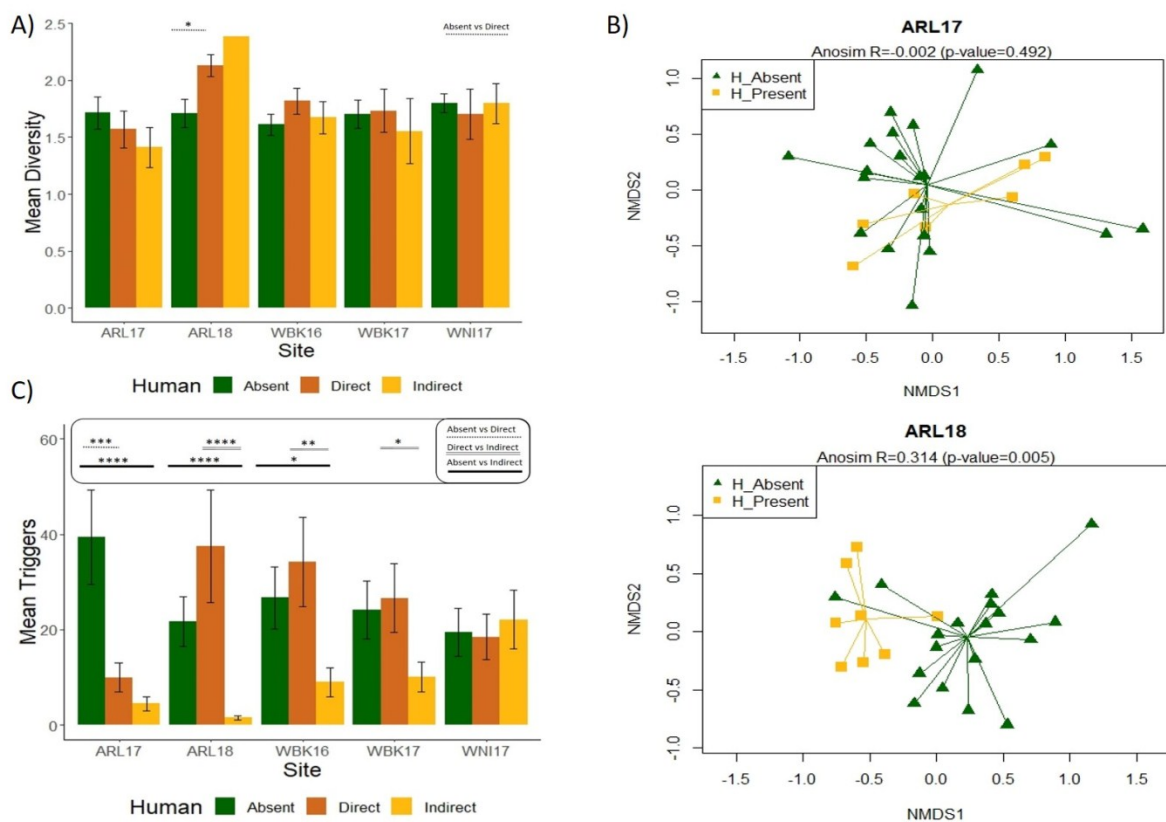 A)
2.5
2.0
1.5
1.0
0.5
0.0
Mean Diversity
*
Absent vs Direct
ARL17 ARL18 WBK16 WBK17 WNI17
Site
Human Absent Direct Indirect
B)
ARL17
Anosim R=-0.002 (p-value=0.492)
H_Absent
H_Present
1.0
0.5
0.0
-0.5
-1.0
NMDS2
-1.5 -1.0 -0.5 0.0 0.5 1.0 1.5
NMDS1
C)
60
40
20
0
Mean Triggers
*** **** ** *
**** **** *
Absent vs Direct
Direct vs Indirect
Absent vs Indirect
ARL17 ARL18 WBK16 WBK17 WNI17
Site
Human Absent Direct Indirect
ARL18
Anosim R=0.314 (p-value=0.005)
H_Absent
H_Present
1.0
0.5
0.0
-0.5
-1.0
NMDS2
-1.5 -1.0 -0.5 0.0 0.5 1.0 1.5
NMDS1